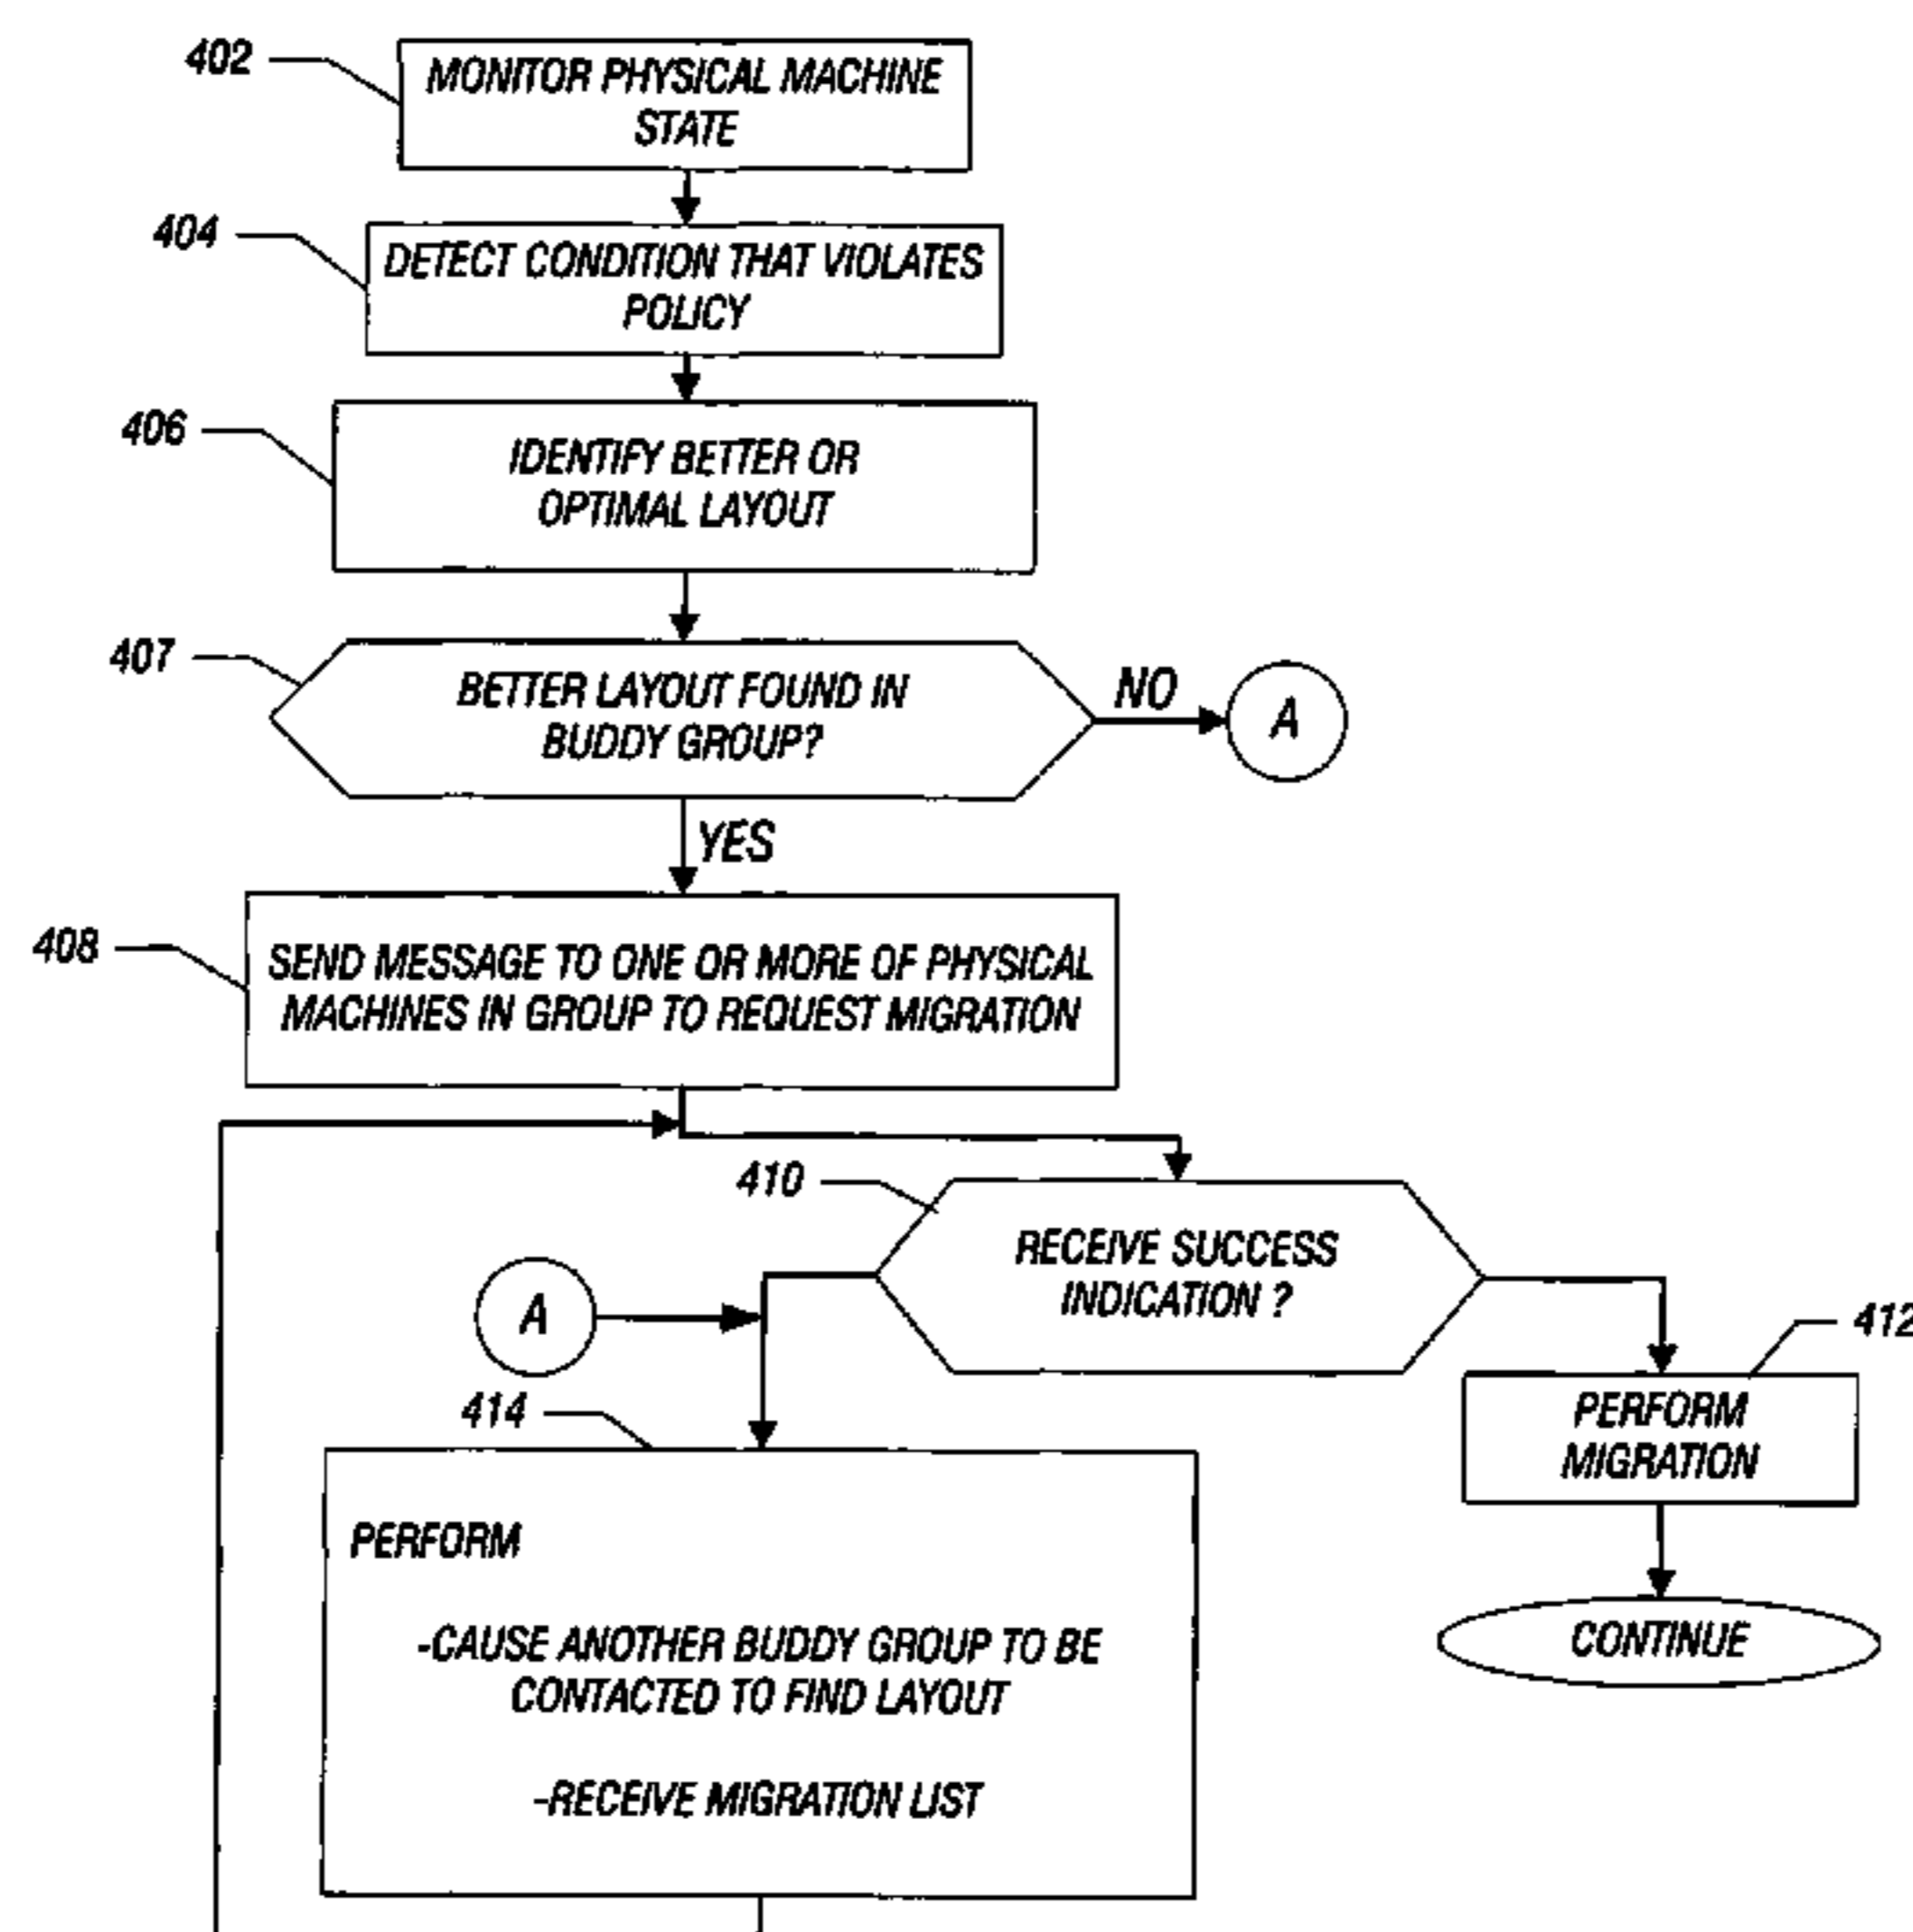 402
MONITOR PHYSICAL MACHINE
STATE
404
DETECT CONDITION THAT VIOLATES
POLICY
406
IDENTIFY BETTER OR
OPTIMAL LAYOUT
407
BETTER LAYOUT FOUND IN
BUDDY GROUP?
NO
A
YES
408
SEND MESSAGE TO ONE OR MORE OF PHYSICAL
MACHINES IN GROUP TO REQUEST MIGRATION
410
RECEIVE SUCCESS
INDICATION ?
A
412
PERFORM
MIGRATION
414
PERFORM
-CAUSE ANOTHER BUDDY GROUP TO BE
CONTACTED TO FIND LAYOUT
-RECEIVE MIGRATION LIST
CONTINUE